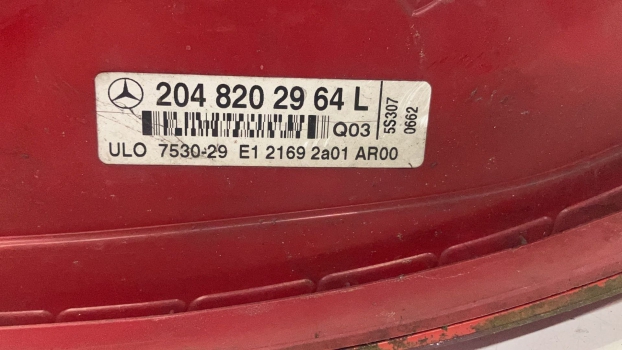 204 820 29 64 L
Q03
ULO 7530-29 E1 2169 2a01 AR00
5S307
0662